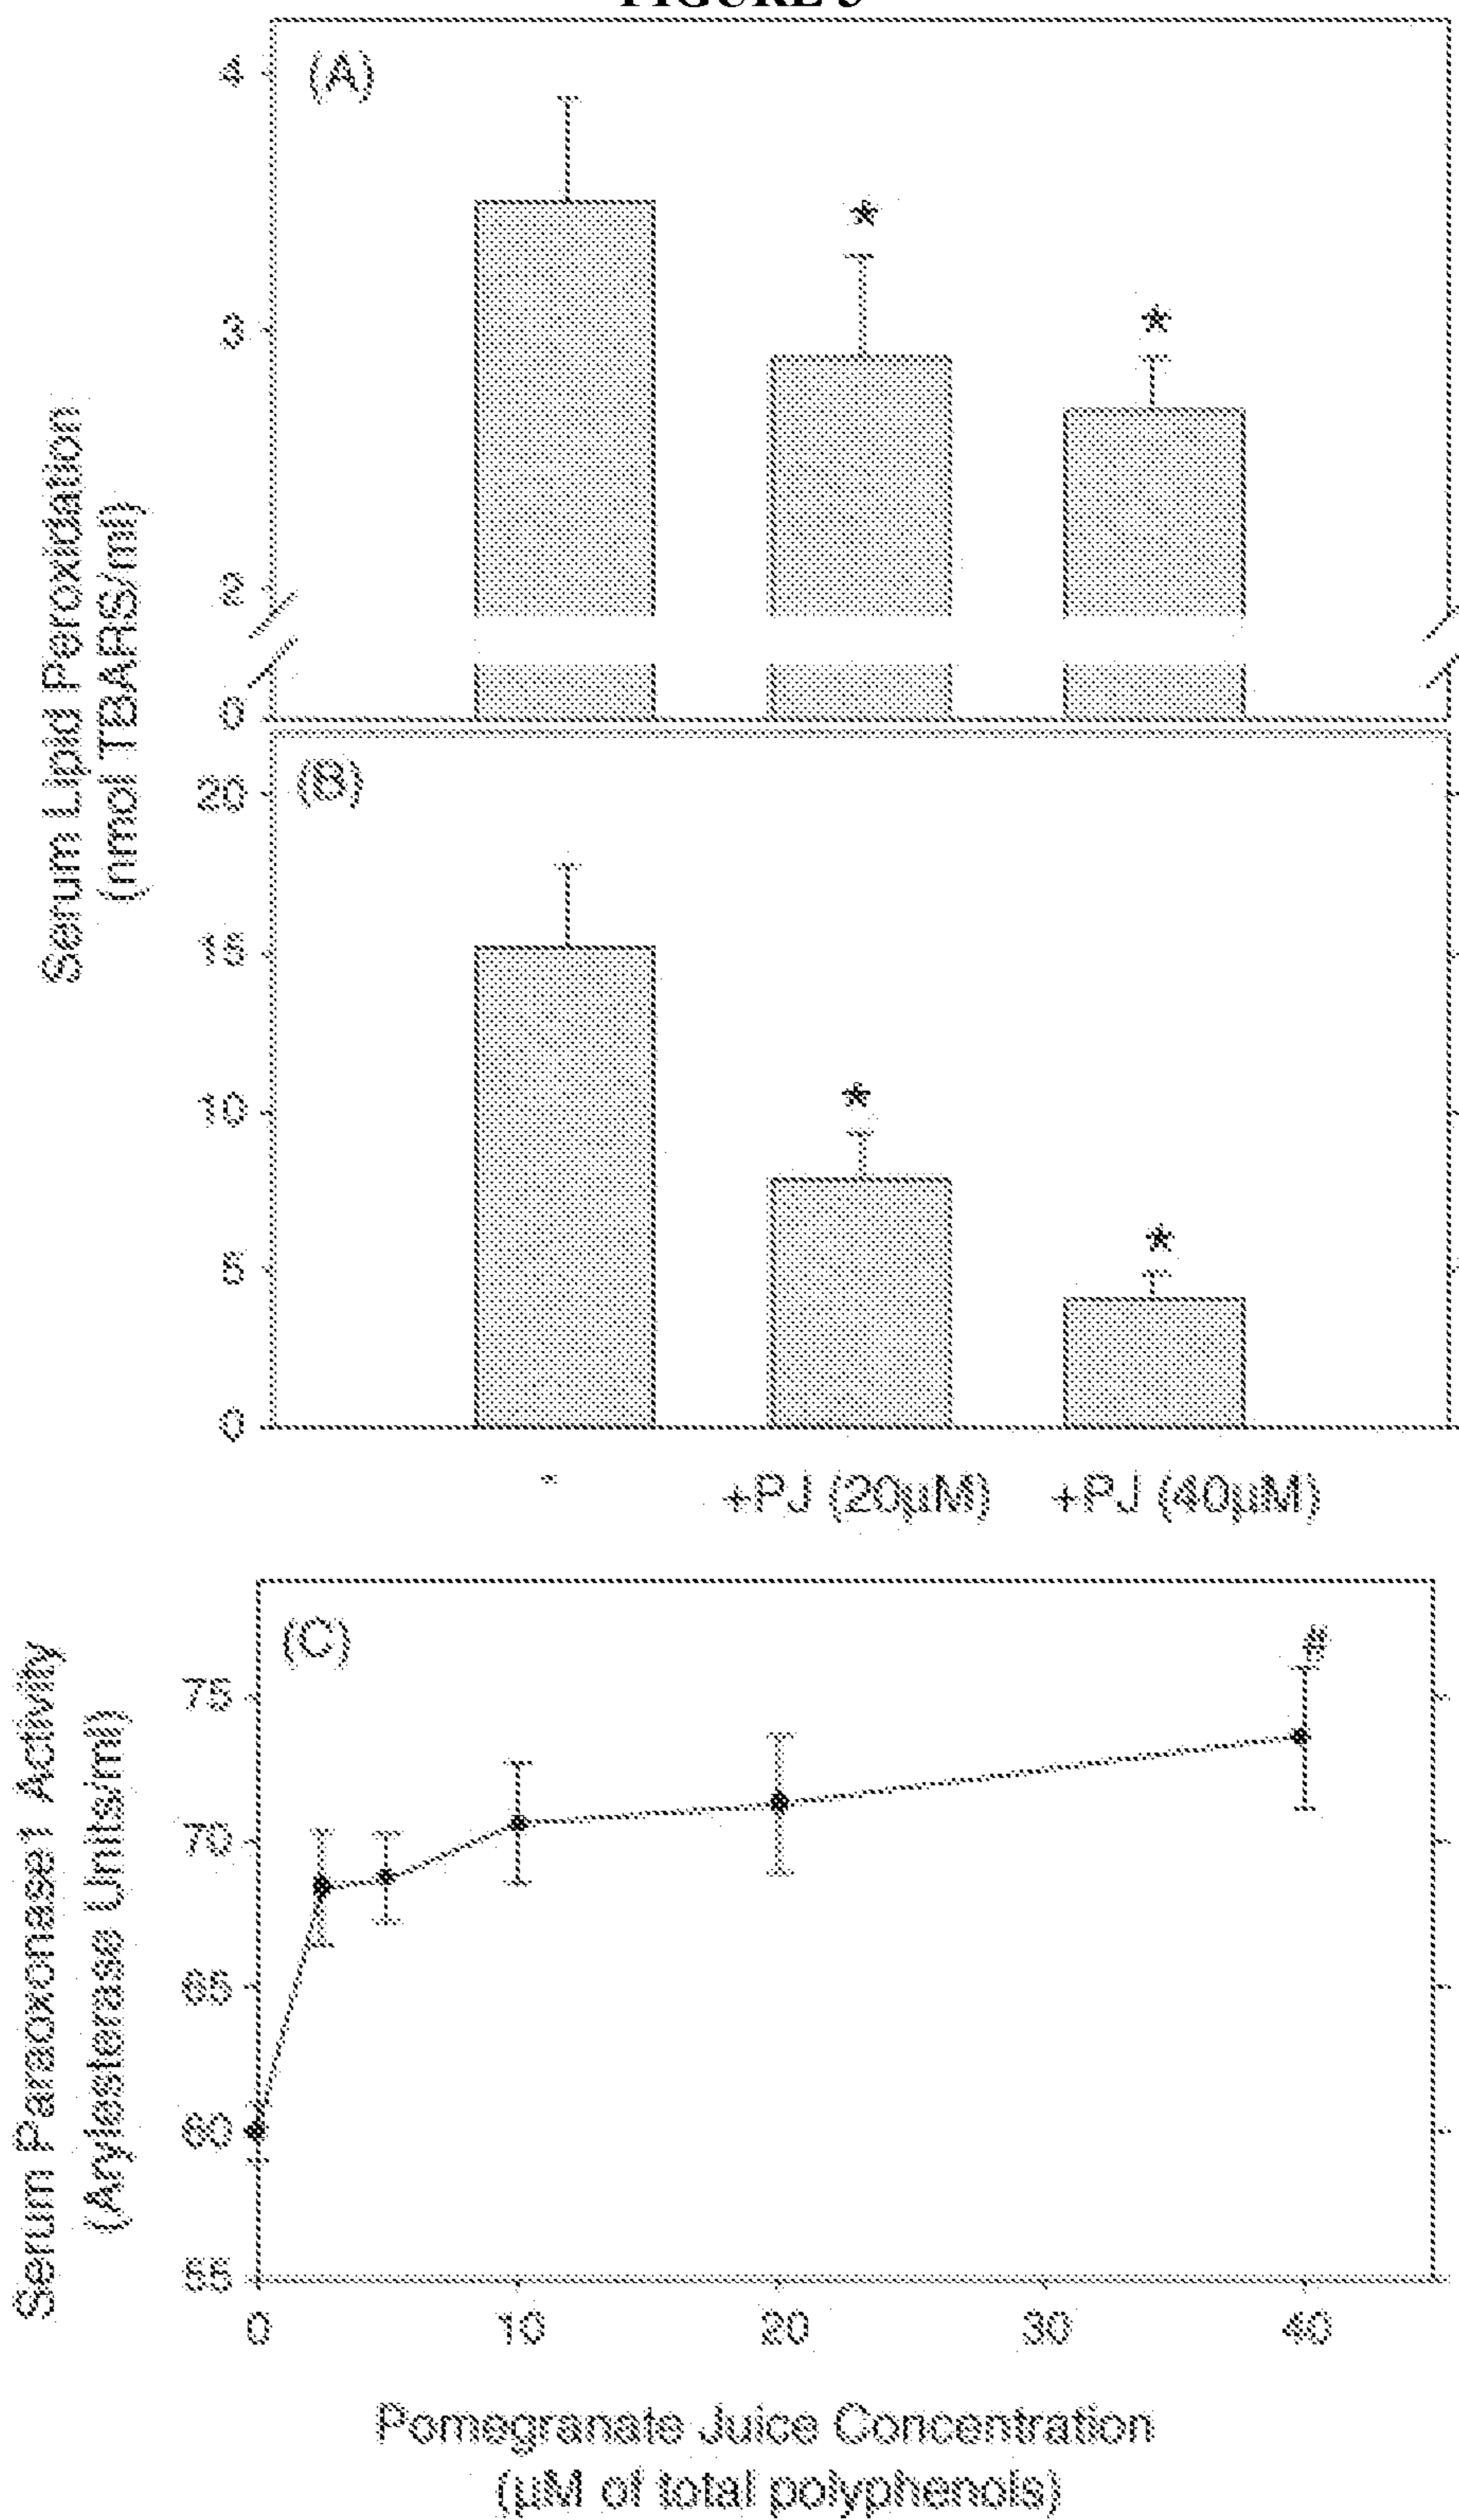 (A)
4
3
2
0
*
*
Serum Lipid Peroxidation
(nmol TBARS/ml)
(B)
20
15
10
5
0
*
*
-
+PJ (20µM)
+PJ (40µM)
(C)
#
75
70
65
60
55
Serum Paraoxonase1 Activity
(Arylesterase Units/ml)
0
10
20
30
40
Pomegranate Juice Concentration
(µM of total polyphenols)